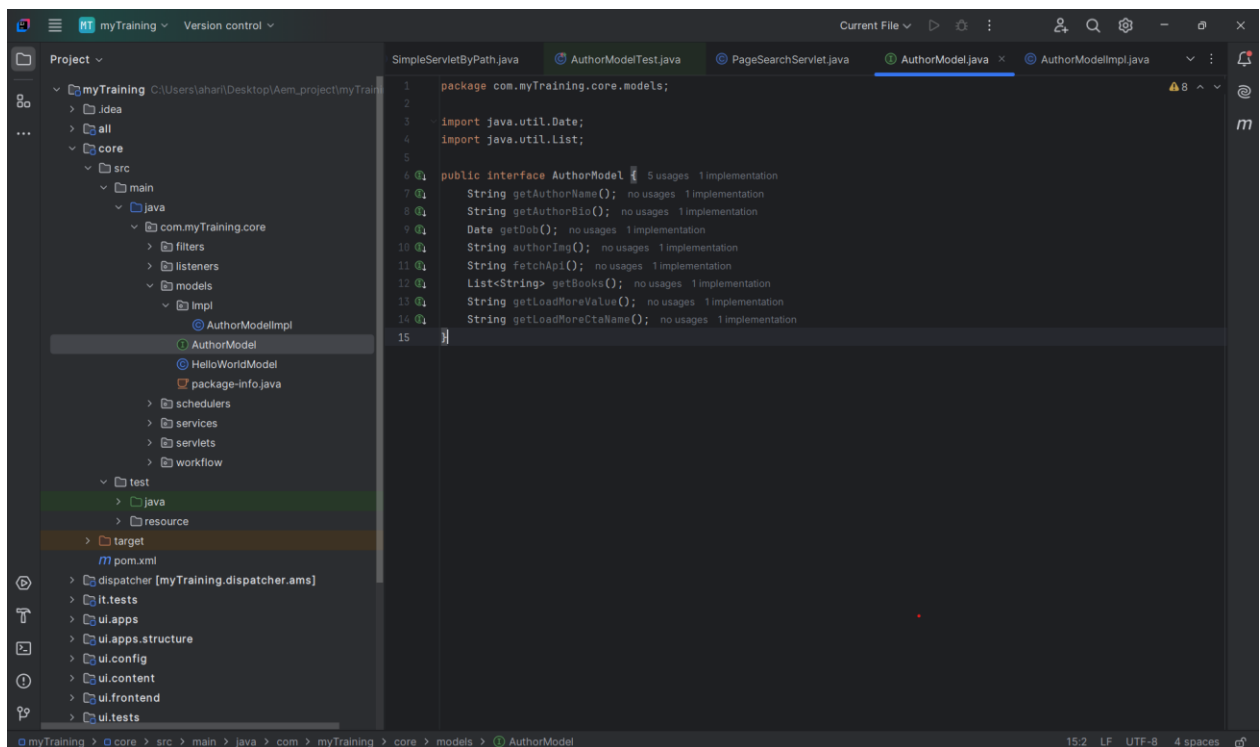 MT myTraining Version control Current File
Project
SimpleServletByPath.java AuthorModelTest.java PageSearchServlet.java AuthorModel.java × AuthorModelImpl.java
myTraining C:\Users\ahari\Desktop\Aem_project\myTraini
.idea
all
core
src
main
java
com.myTraining.core
filters
listeners
models
Impl
AuthorModelImpl
AuthorModel
HelloWorldModel
package-info.java
schedulers
services
servlets
workflow
test
java
resource
target
pom.xml
dispatcher [myTraining.dispatcher.ams]
it.tests
ui.apps
ui.apps.structure
ui.config
ui.content
ui.frontend
ui.tests
1 package com.myTraining.core.models;
2
3 import java.util.Date;
4 import java.util.List;
5
6 public interface AuthorModel { 5 usages 1 implementation
7 String getAuthorName(); no usages 1 implementation
8 String getAuthorBio(); no usages 1 implementation
9 Date getDob(); no usages 1 implementation
10 String authorImg(); no usages 1 implementation
11 String fetchApi(); no usages 1 implementation
12 List<String> getBooks(); no usages 1 implementation
13 String getLoadMoreValue(); no usages 1 implementation
14 String getLoadMoreCtaName(); no usages 1 implementation
15 }
8
m
myTraining > core > src > main > java > com > myTraining > core > models > AuthorModel 15:2 LF UTF-8 4 spaces